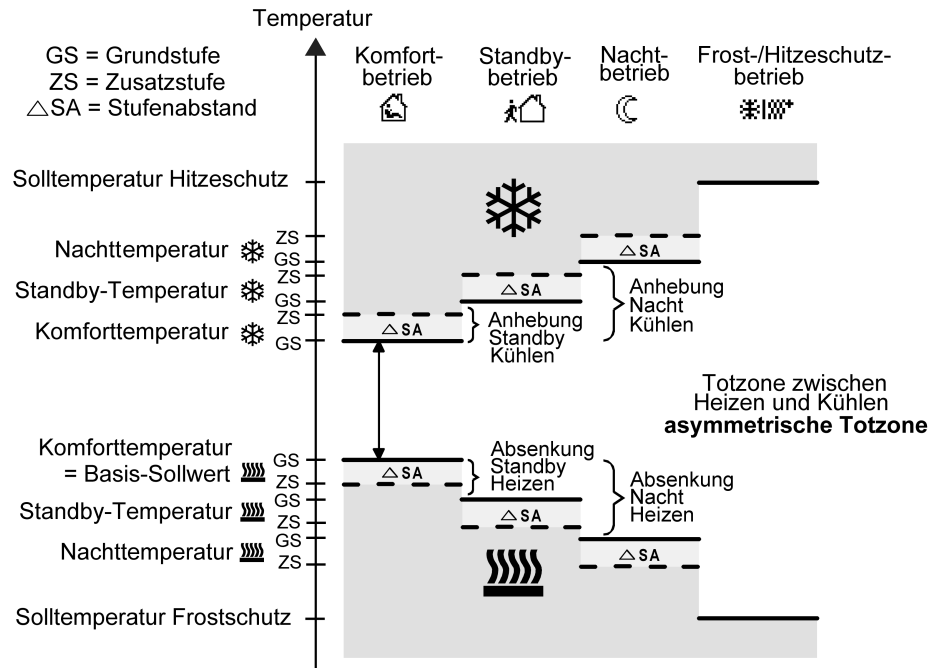 Temperatur
GS = Grundstufe
ZS = Zusatzstufe
△SA = Stufenabstand
Komfort-
betrieb
Standby-
betrieb
Nacht-
betrieb
Frost-/Hitzeschutz-
betrieb
Solltemperatur Hitzeschutz
Nachttemperatur
ZS
GS
△SA
Standby-Temperatur
ZS
GS
△SA
Komforttemperatur
ZS
GS
△SA
Anhebung
Standby
Kühlen
Anhebung
Nacht
Kühlen
Totzone zwischen
Heizen und Kühlen
asymmetrische Totzone
Komforttemperatur
= Basis-Sollwert
GS
ZS
△SA
Absenkung
Standby
Heizen
Absenkung
Nacht
Heizen
Standby-Temperatur
GS
ZS
△SA
Nachttemperatur
GS
ZS
△SA
Solltemperatur Frostschutz